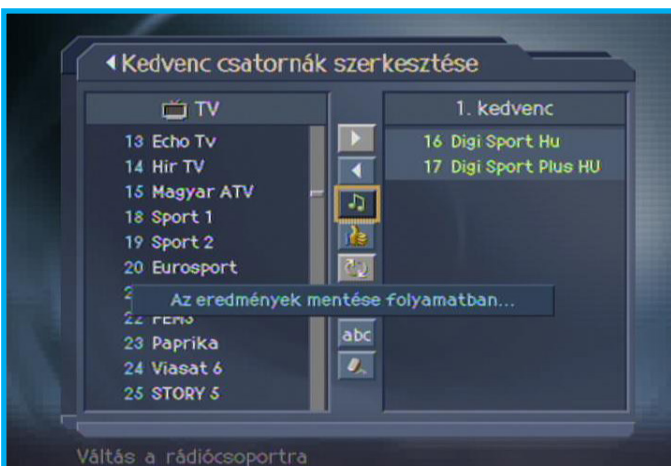 Kedvenc csatornák szerkesztése
TV
1. kedvenc
13 Echo Tv
14 Hír TV
15 Magyar ATV
18 Sport 1
19 Sport 2
20 Eurosport
22
23 Paprika
24 Viasat 6
25 STORY 5
16 Digi Sport Hu
17 Digi Sport Plus HU
abc
Az eredmények mentése folyamatban...
Váltás a rádiócsoportra